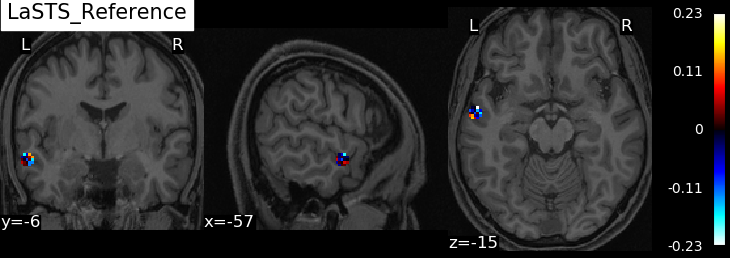 LaSTS_Reference
L R
L R
y=-6
x=-57
z=-15
0.23
0.11
0
-0.11
-0.23